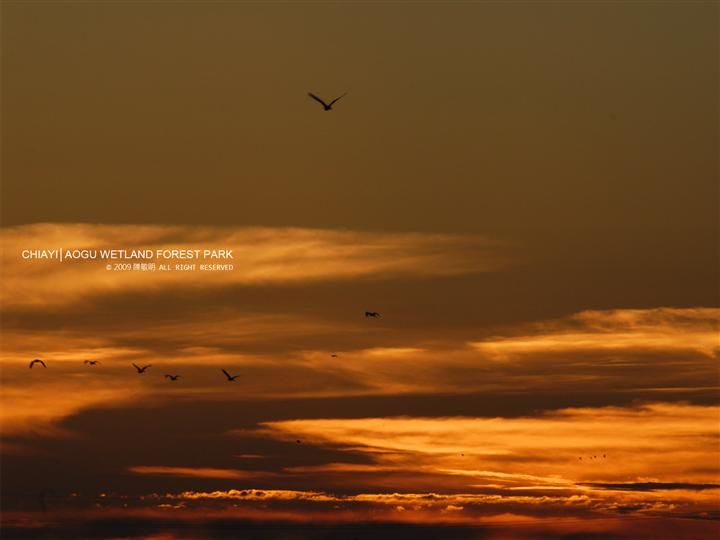 CHIAYI│AOGU WETLAND FOREST PARK
© 2009 陳敏明 ALL RIGHT RESERVED